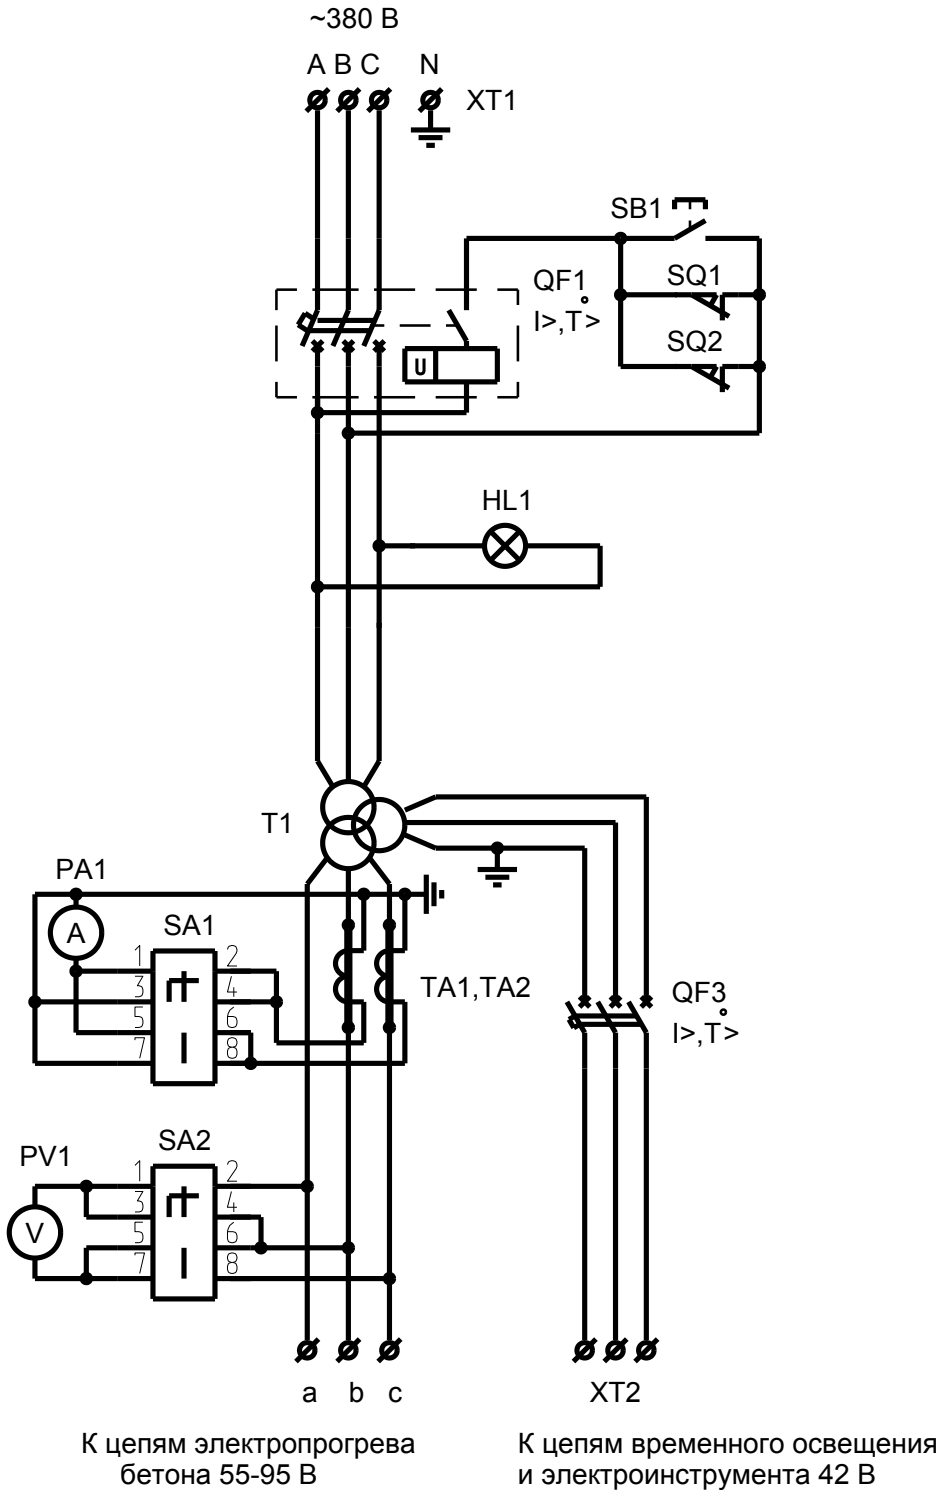 ~380 В
A B C N
XT1
SB1
QF1
I>,T°>
SQ1
SQ2
U
HL1
T1
PA1
A
SA1
1 2
3 4
5 6
7 8
TA1,TA2
QF3
I>,T°>
SA2
PV1
V
1 2
3 4
5 6
7 8
a b c
XT2
К цепям электропрогрева
бетона 55-95 В
К цепям временного освещения
и электроинструмента 42 В